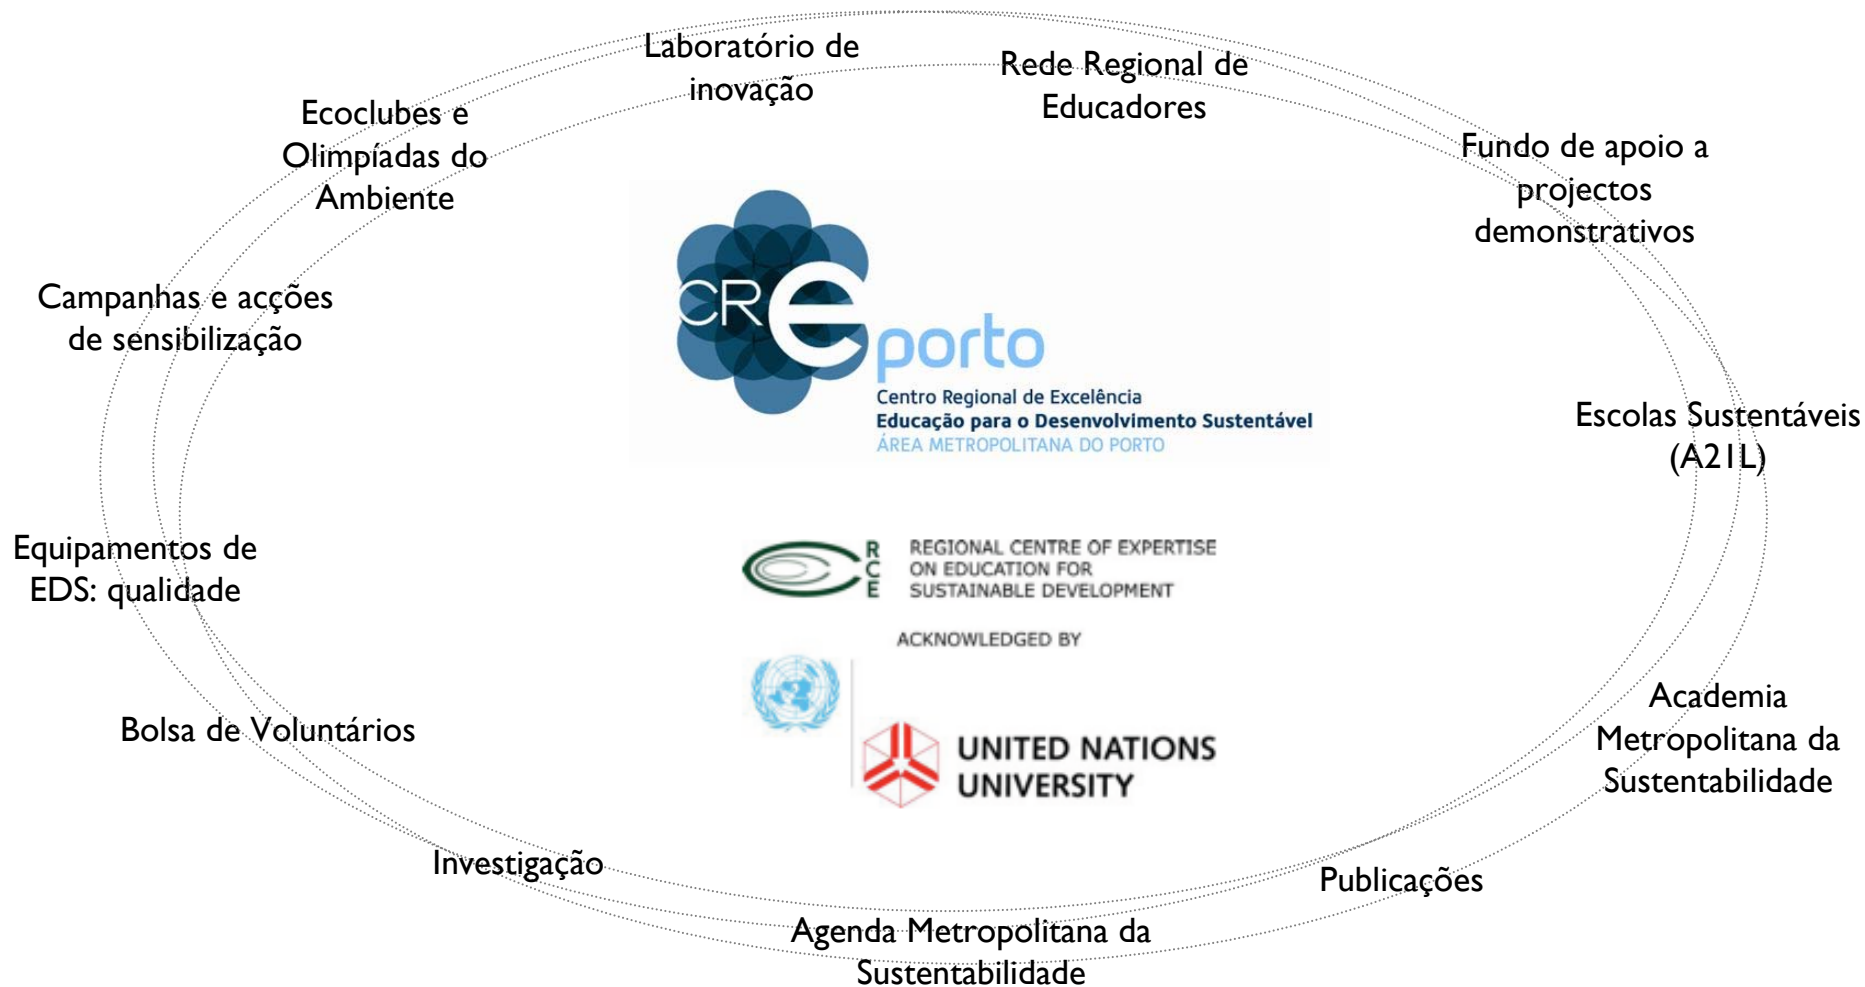 Laboratório de
inovação
Rede Regional de
Educadores
Ecoclubes e
Olimpíadas do
Ambiente
Fundo de apoio a
projectos
demonstrativos
Campanhas e acções
de sensibilização
CRE
porto
Centro Regional de Excelência
Educação para o Desenvolvimento Sustentável
ÁREA METROPOLITANA DO PORTO
Escolas Sustentáveis
(A21L)
Equipamentos de
EDS: qualidade
RCE
REGIONAL CENTRE OF EXPERTISE
ON EDUCATION FOR
SUSTAINABLE DEVELOPMENT
ACKNOWLEDGED BY
UNITED NATIONS
UNIVERSITY
Bolsa de Voluntários
Academia
Metropolitana da
Sustentabilidade
Investigação
Publicações
Agenda Metropolitana da
Sustentabilidade